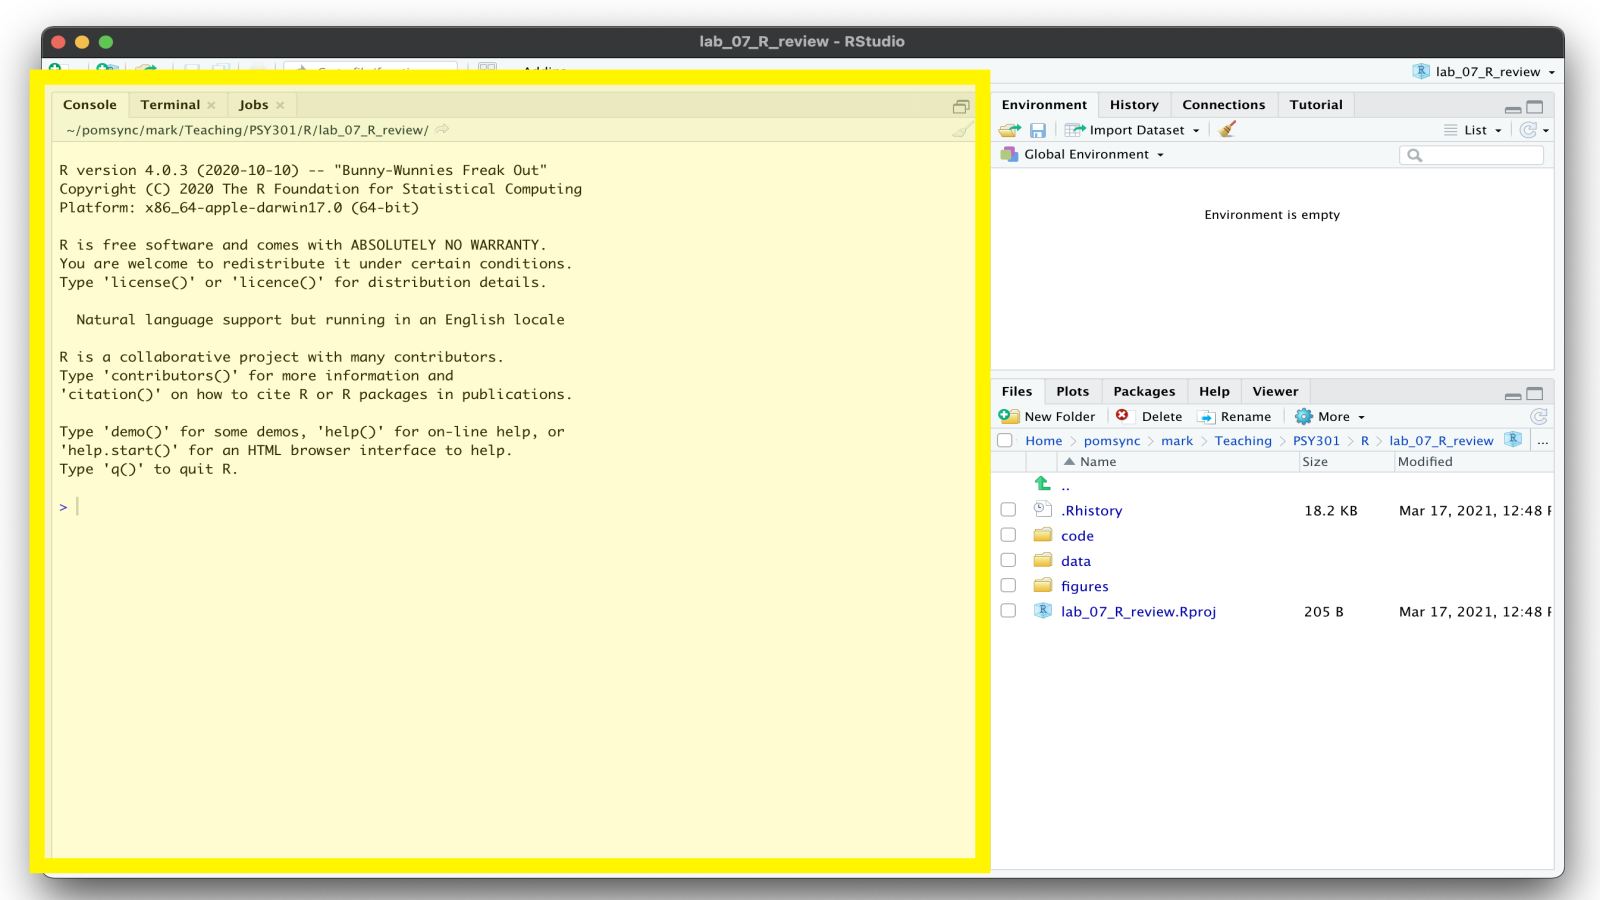 lab_07_R_review - RStudio
lab_07_R_review
Console Terminal Jobs
~/pomsync/mark/Teaching/PSY301/R/lab_07_R_review/
R version 4.0.3 (2020-10-10) -- "Bunny-Wunnies Freak Out"
Copyright (C) 2020 The R Foundation for Statistical Computing
Platform: x86_64-apple-darwin17.0 (64-bit)
R is free software and comes with ABSOLUTELY NO WARRANTY.
You are welcome to redistribute it under certain conditions.
Type 'license()' or 'licence()' for distribution details.
Natural language support but running in an English locale
R is a collaborative project with many contributors.
Type 'contributors()' for more information and
'citation()' on how to cite R or R packages in publications.
Type 'demo()' for some demos, 'help()' for on-line help, or
'help.start()' for an HTML browser interface to help.
Type 'q()' to quit R.
>
Environment History Connections Tutorial
Import Dataset List
Global Environment
Environment is empty
Files Plots Packages Help Viewer
New Folder Delete Rename More
Home > pomsync > mark > Teaching > PSY301 > R > lab_07_R_review ...
Name Size Modified
..
.Rhistory 18.2 KB Mar 17, 2021, 12:48
code
data
figures
lab_07_R_review.Rproj 205 B Mar 17, 2021, 12:48